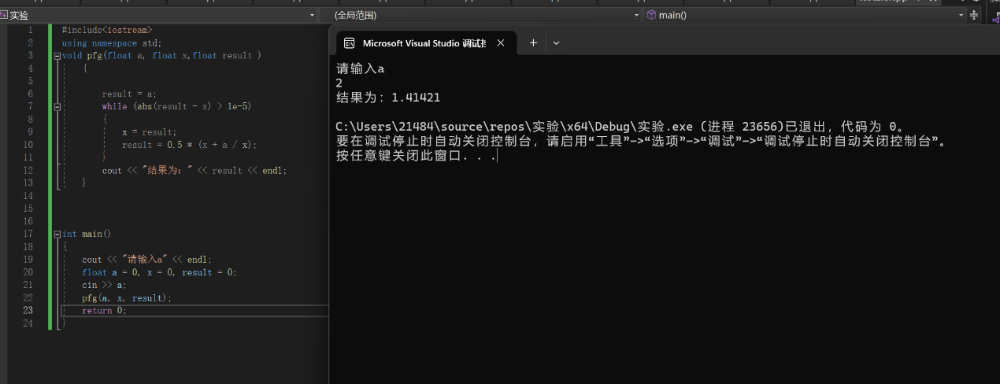 实验
(全局范围)
main()
1 #include<iostream>
2 using namespace std;
3 void pfg(float a, float x,float result )
4 {
5
6 result = a;
7 while (abs(result - x) > 1e-5)
8 {
9 x = result;
10 result = 0.5 * (x + a / x);
11 }
12 cout << "结果为：" << result << endl;
13 }
14
15
16
17 int main()
18 {
19 cout << "请输入a" << endl;
20 float a = 0, x = 0, result = 0;
21 cin >> a;
22 pfg(a, x, result);
23 return 0;
24 }
Microsoft Visual Studio 调试
请输入a
2
结果为：1.41421
C:\Users\21484\source\repos\实验\x64\Debug\实验.exe (进程 23656)已退出，代码为 0。
要在调试停止时自动关闭控制台，请启用“工具”->“选项”->“调试”->“调试停止时自动关闭控制台”。
按任意键关闭此窗口. . .